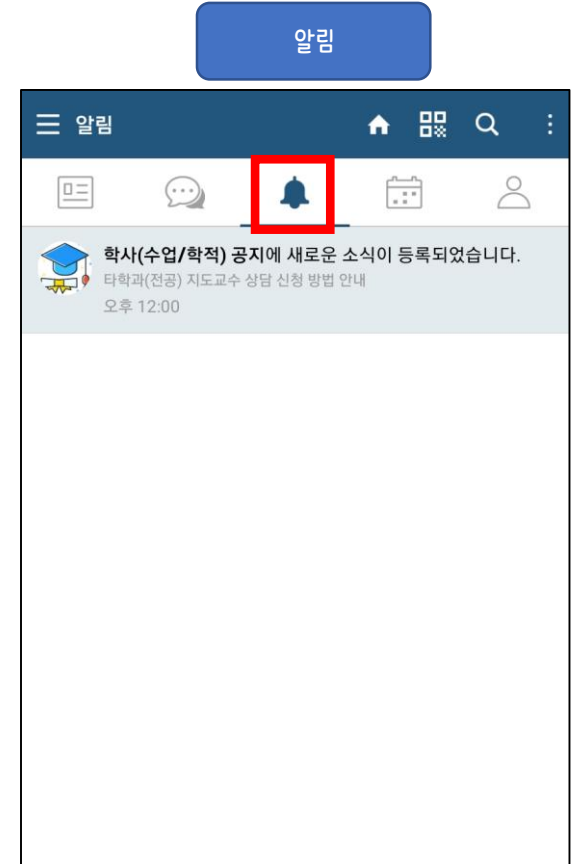 알림
알림
학사(수업/학적) 공지에 새로운 소식이 등록되었습니다.
타학과(전공) 지도교수 상담 신청 방법 안내
오후 12:00